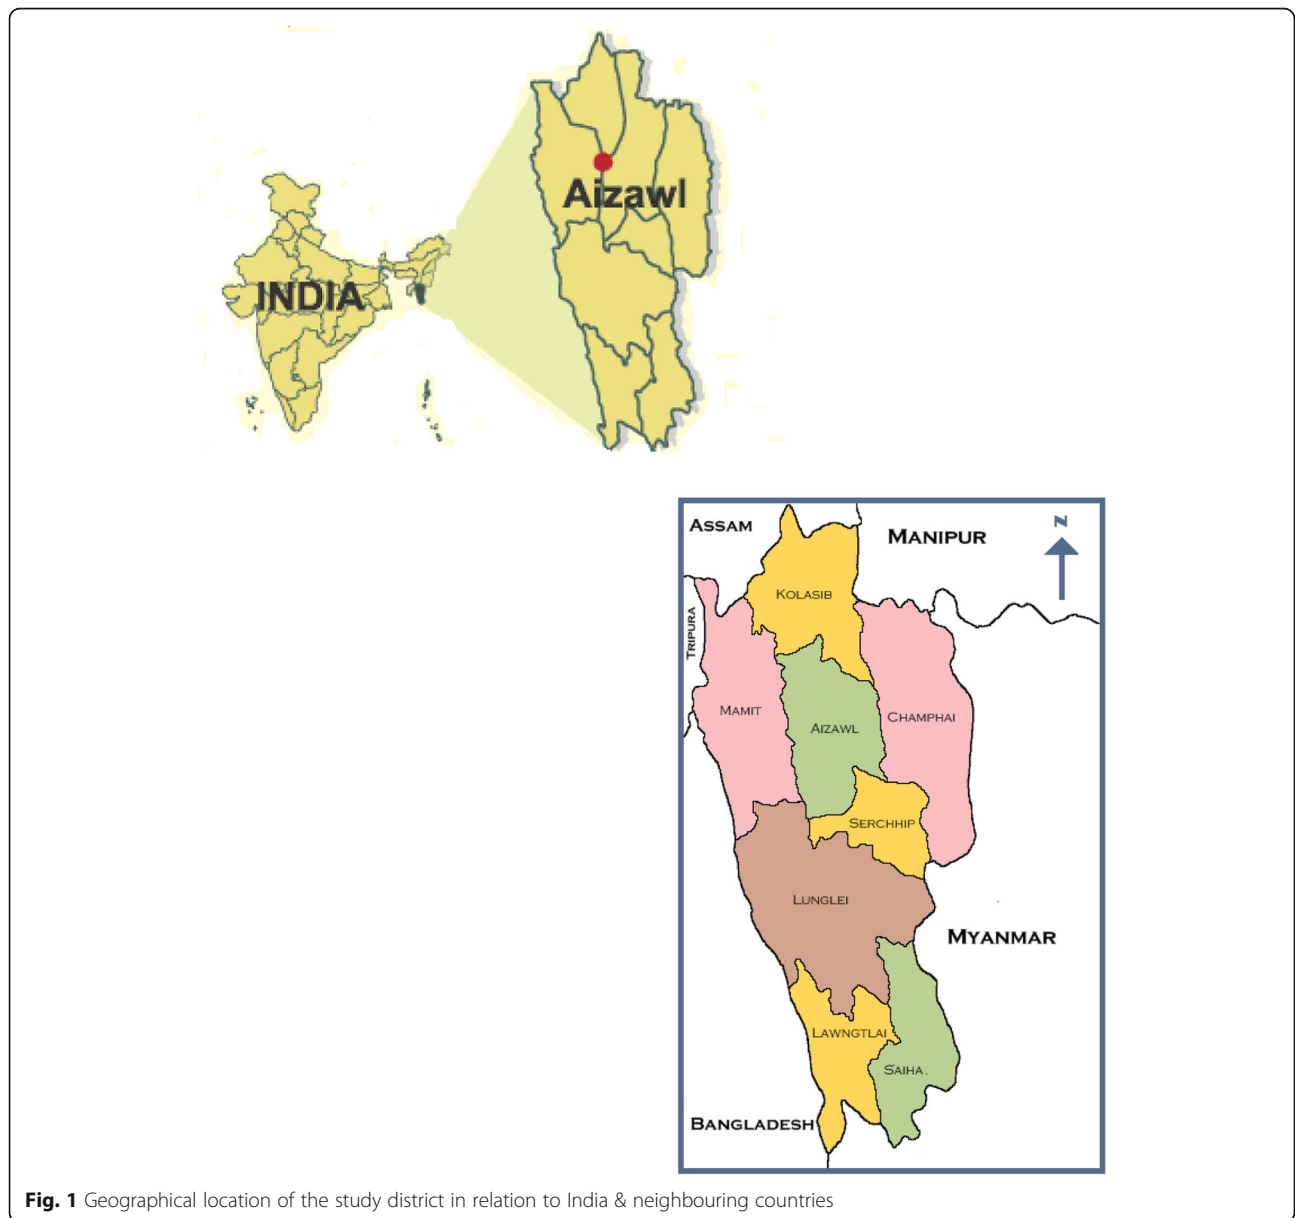 Aizawl
INDIA
ASSAM
MANIPUR
N
KOLASIB
TRIPURA
MAMIT
AIZAWL
CHAMPHAI
SERCHHIP
LUNGLEI
MYANMAR
LAWNGTLAI
SAIHA.
BANGLADESH
Fig. 1 Geographical location of the study district in relation to India & neighbouring countries